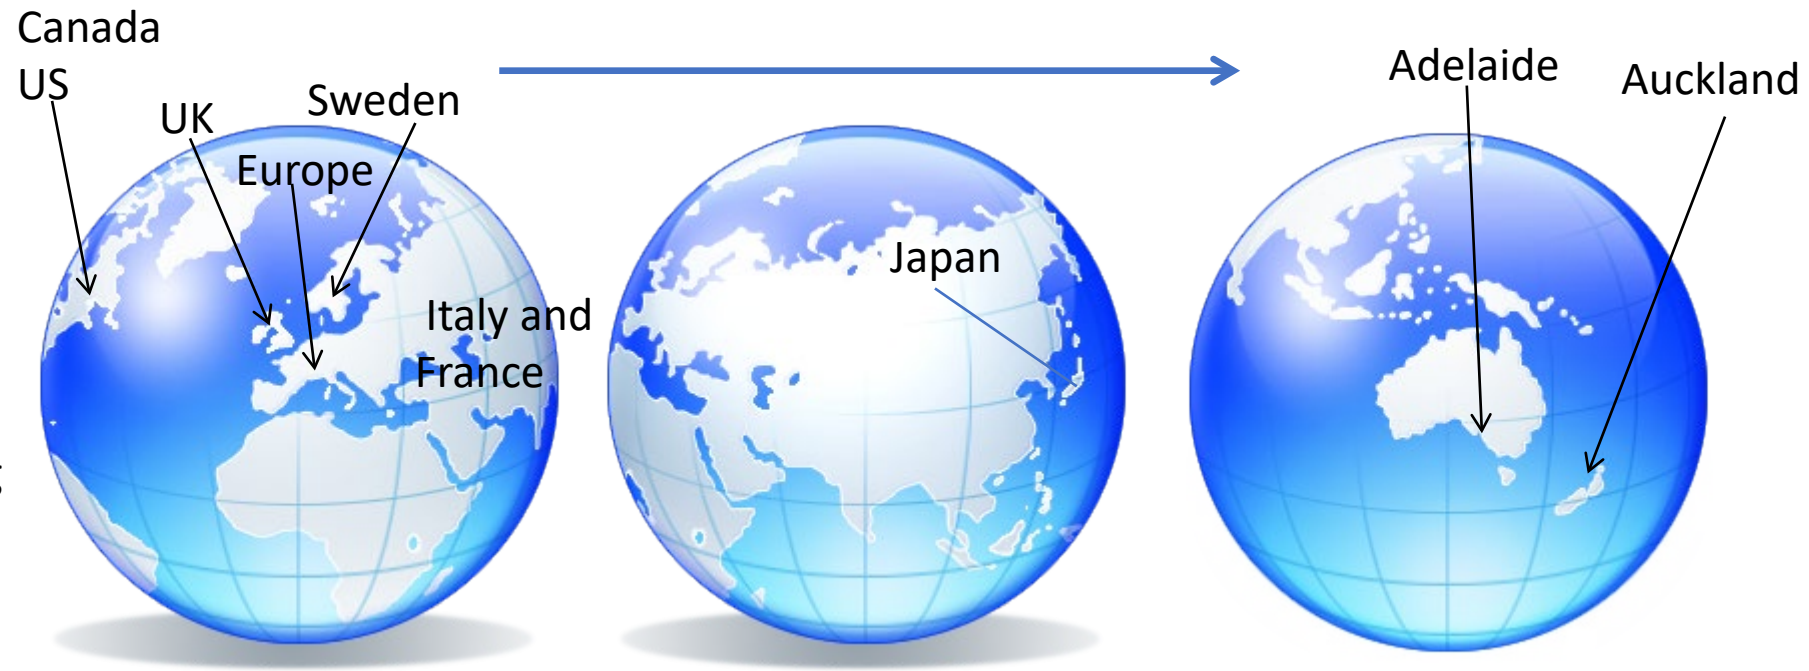 Canada
US
UK
Sweden
Europe
Italy and
France
Japan
Adelaide
Auckland